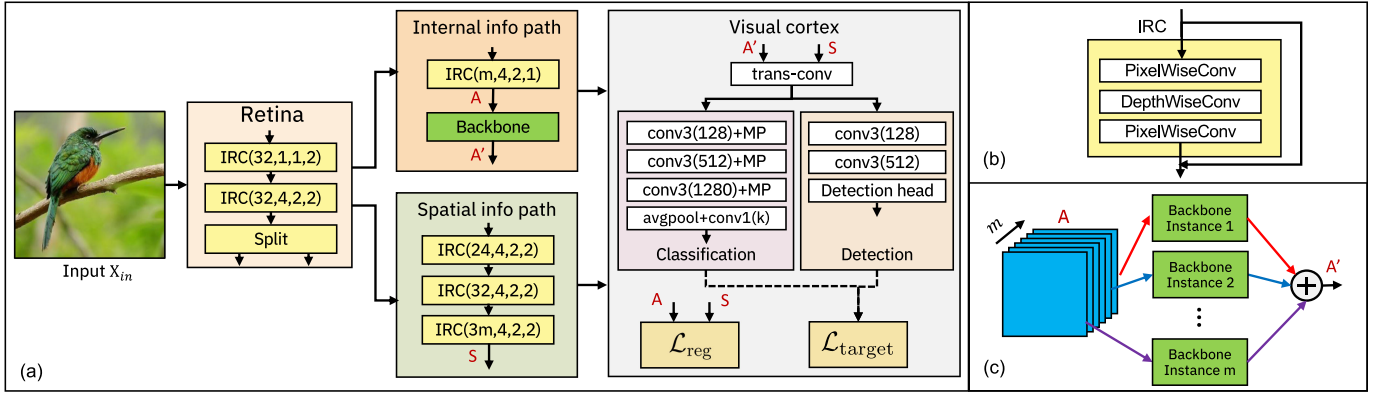 Input X_in
Retina
IRC(32,1,1,2)
IRC(32,4,2,2)
Split
Internal info path
IRC(m,4,2,1)
A
Backbone
A'
Spatial info path
IRC(24,4,2,2)
IRC(32,4,2,2)
IRC(3m,4,2,2)
S
Visual cortex
A' S
trans-conv
conv3(128)+MP
conv3(512)+MP
conv3(1280)+MP
avgpool+conv1(k)
Classification
conv3(128)
conv3(512)
Detection head
Detection
A S
ℒ_reg
ℒ_target
(a)
IRC
PixelWiseConv
DepthWiseConv
PixelWiseConv
(b)
m
A
Backbone
Instance 1
Backbone
Instance 2
⋮
Backbone
Instance m
+
A'
(c)